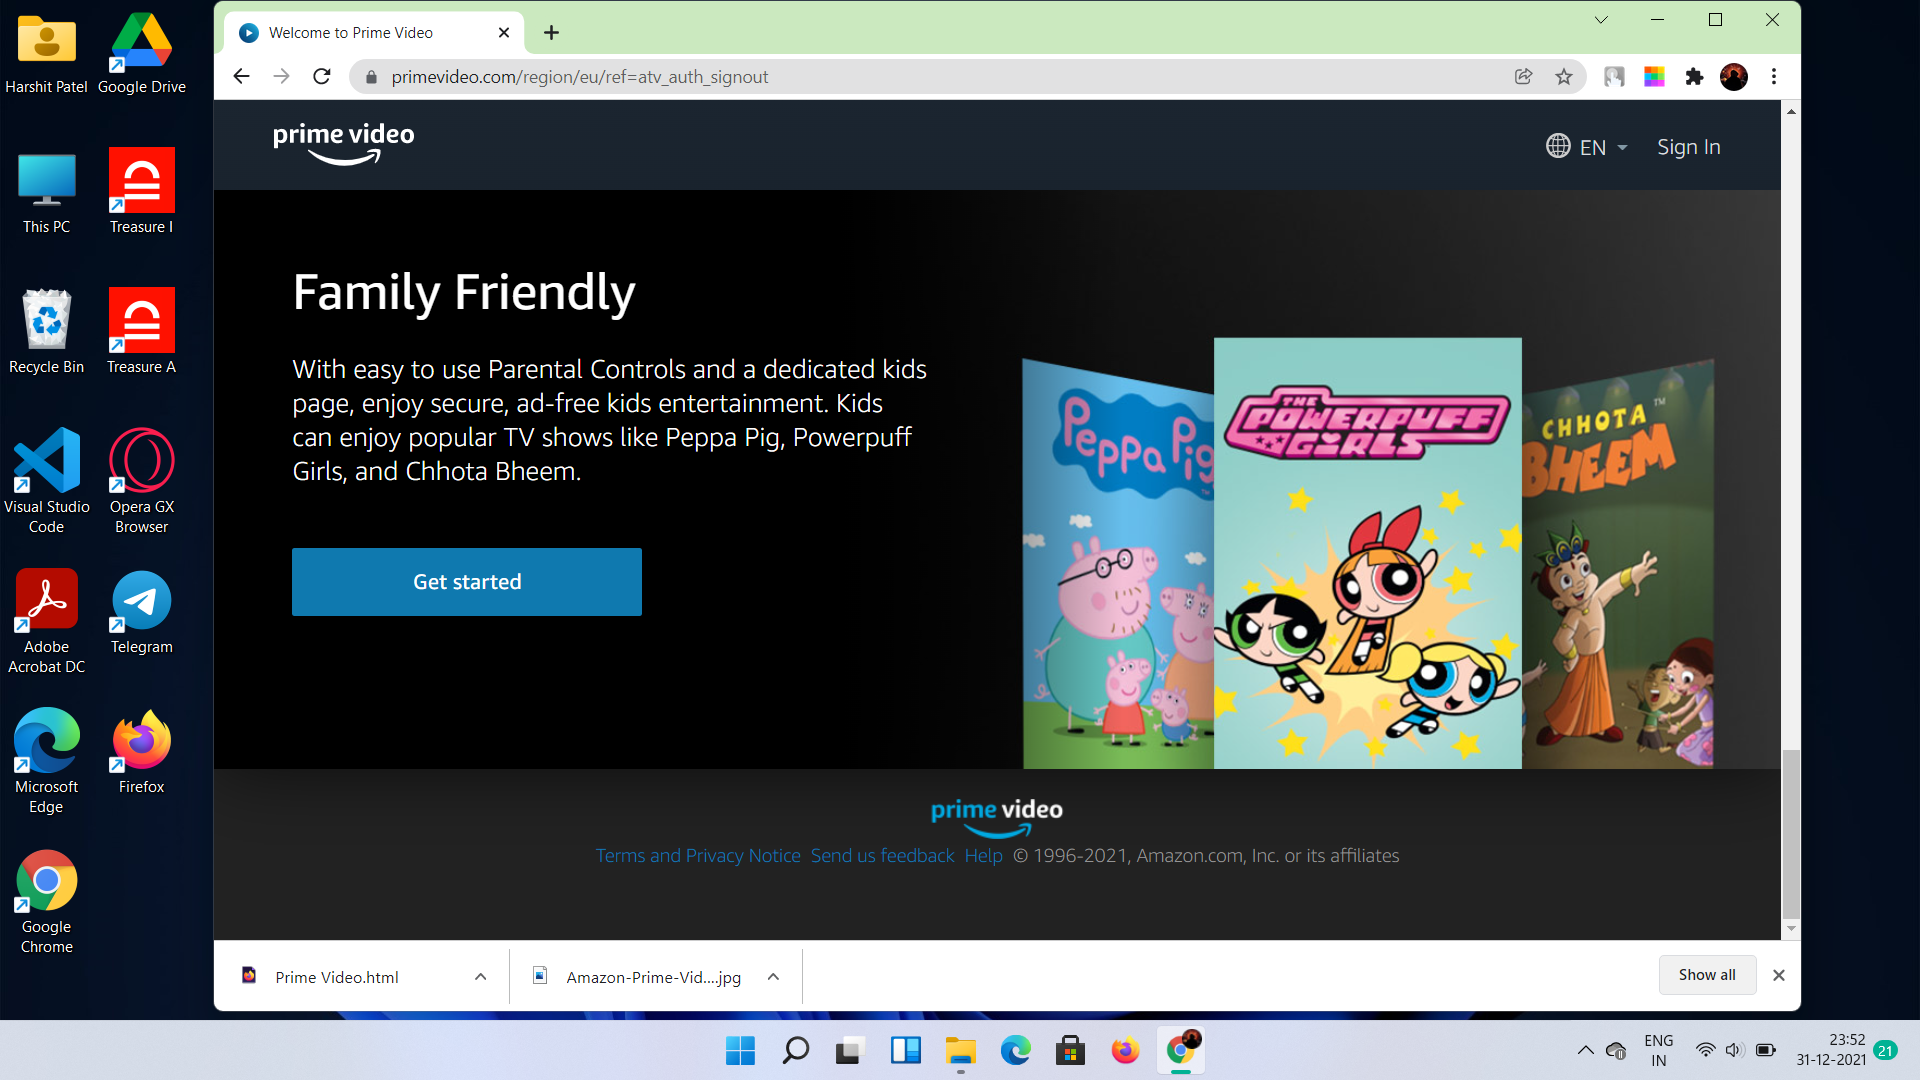 Harshit Patel
Google Drive
This PC
Treasure I
Recycle Bin
Treasure A
Visual Studio
Code
Opera GX
Browser
Adobe
Acrobat DC
Telegram
Microsoft
Edge
Firefox
Google
Chrome
Welcome to Prime Video
primevideo.com/region/eu/ref=atv_auth_signout
prime video
EN
Sign In
Family Friendly
With easy to use Parental Controls and a dedicated kids
page, enjoy secure, ad-free kids entertainment. Kids
can enjoy popular TV shows like Peppa Pig, Powerpuff
Girls, and Chhota Bheem.
Get started
Peppa Pig
THE
POWERPUFF
GIRLS
CHHOTA ™
BHEEM
prime video
Terms and Privacy Notice Send us feedback Help © 1996-2021, Amazon.com, Inc. or its affiliates
Prime Video.html
Amazon-Prime-Vid....jpg
Show all
ENG
IN
23:52
31-12-2021
21